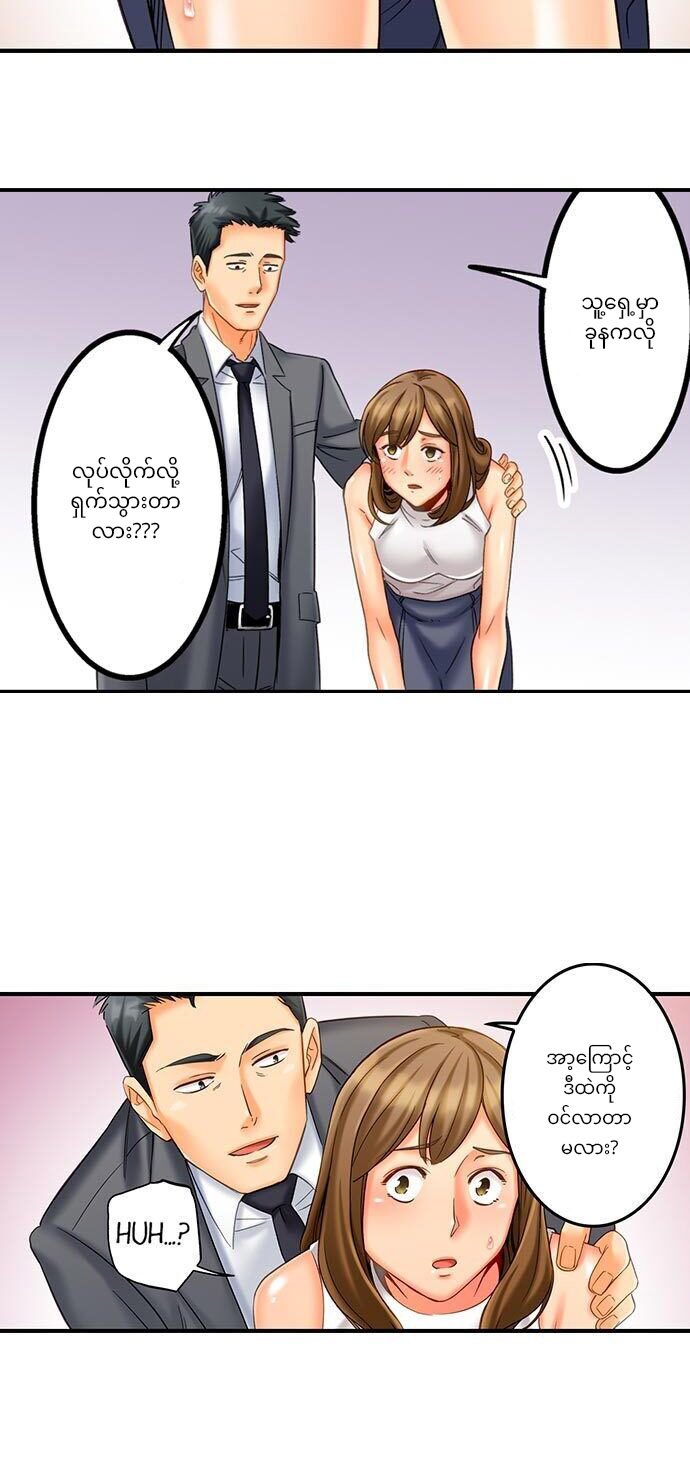 သူ့ရှေ့မှာ
ခုနကလို
လုပ်လိုက်လို့
ရှက်သွားတာ
လား???
အာ့ကြောင့်
ဒီထဲကို
ဝင်လာတာ
မလား?
HUH...?